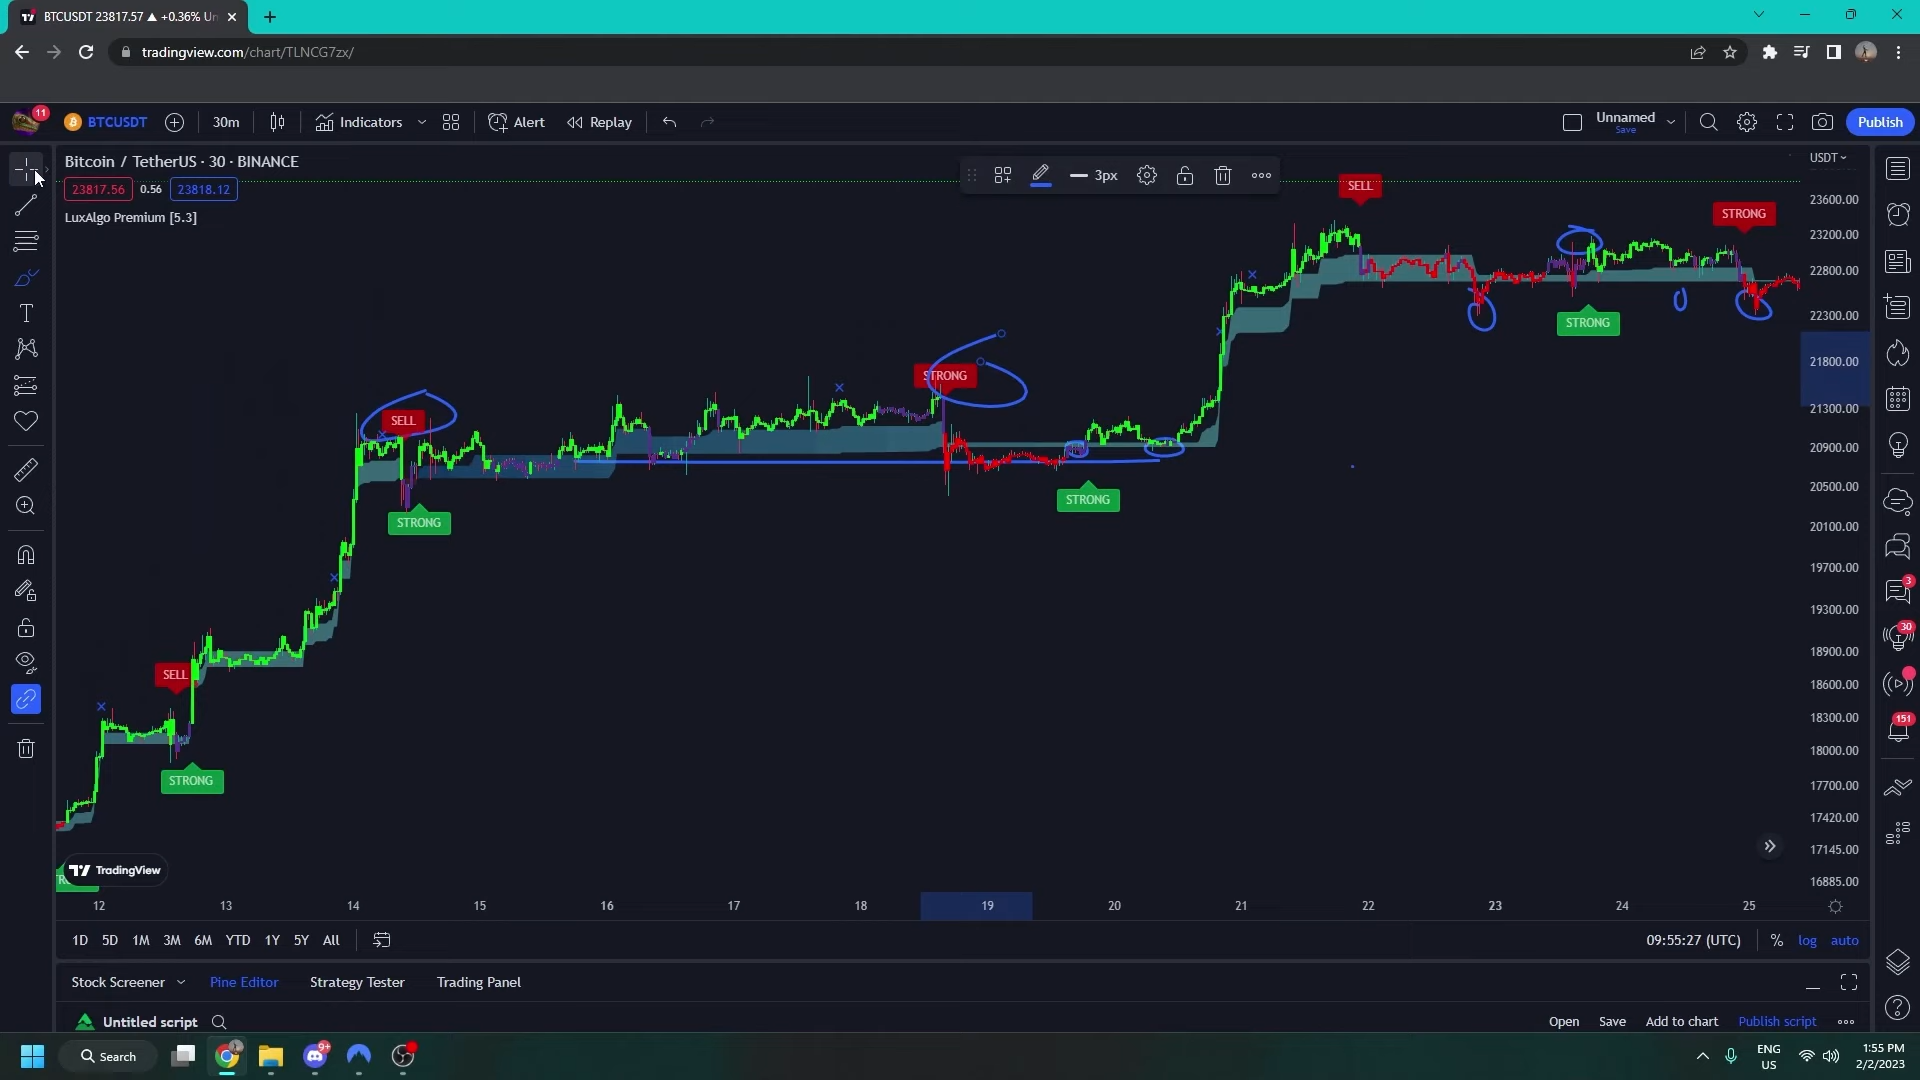 BTCUSDT 23817.57 ▲ +0.36% Un
tradingview.com/chart/TLNCG7zx/
11
BTCUSDT
30m
Indicators
Alert
Replay
Unnamed
Save
Publish
Bitcoin / TetherUS · 30 · BINANCE
23817.56
0.56
23818.12
LuxAlgo Premium [5.3]
3px
USDT
SELL
STRONG
STRONG
STRONG
SELL
STRONG
STRONG
SELL
STRONG
23600.00
23200.00
22800.00
22300.00
21800.00
21300.00
20900.00
20500.00
20100.00
19700.00
19300.00
18900.00
18600.00
18300.00
18000.00
17700.00
17420.00
17145.00
16885.00
3
30
151
TradingView
12 13 14 15 16 17 18 19 20 21 22 23 24 25
1D 5D 1M 3M 6M YTD 1Y 5Y All
09:55:27 (UTC)
%
log
auto
Stock Screener
Pine Editor
Strategy Tester
Trading Panel
Untitled script
Open
Save
Add to chart
Publish script
Search
9+
ENG
US
1:55 PM
2/2/2023